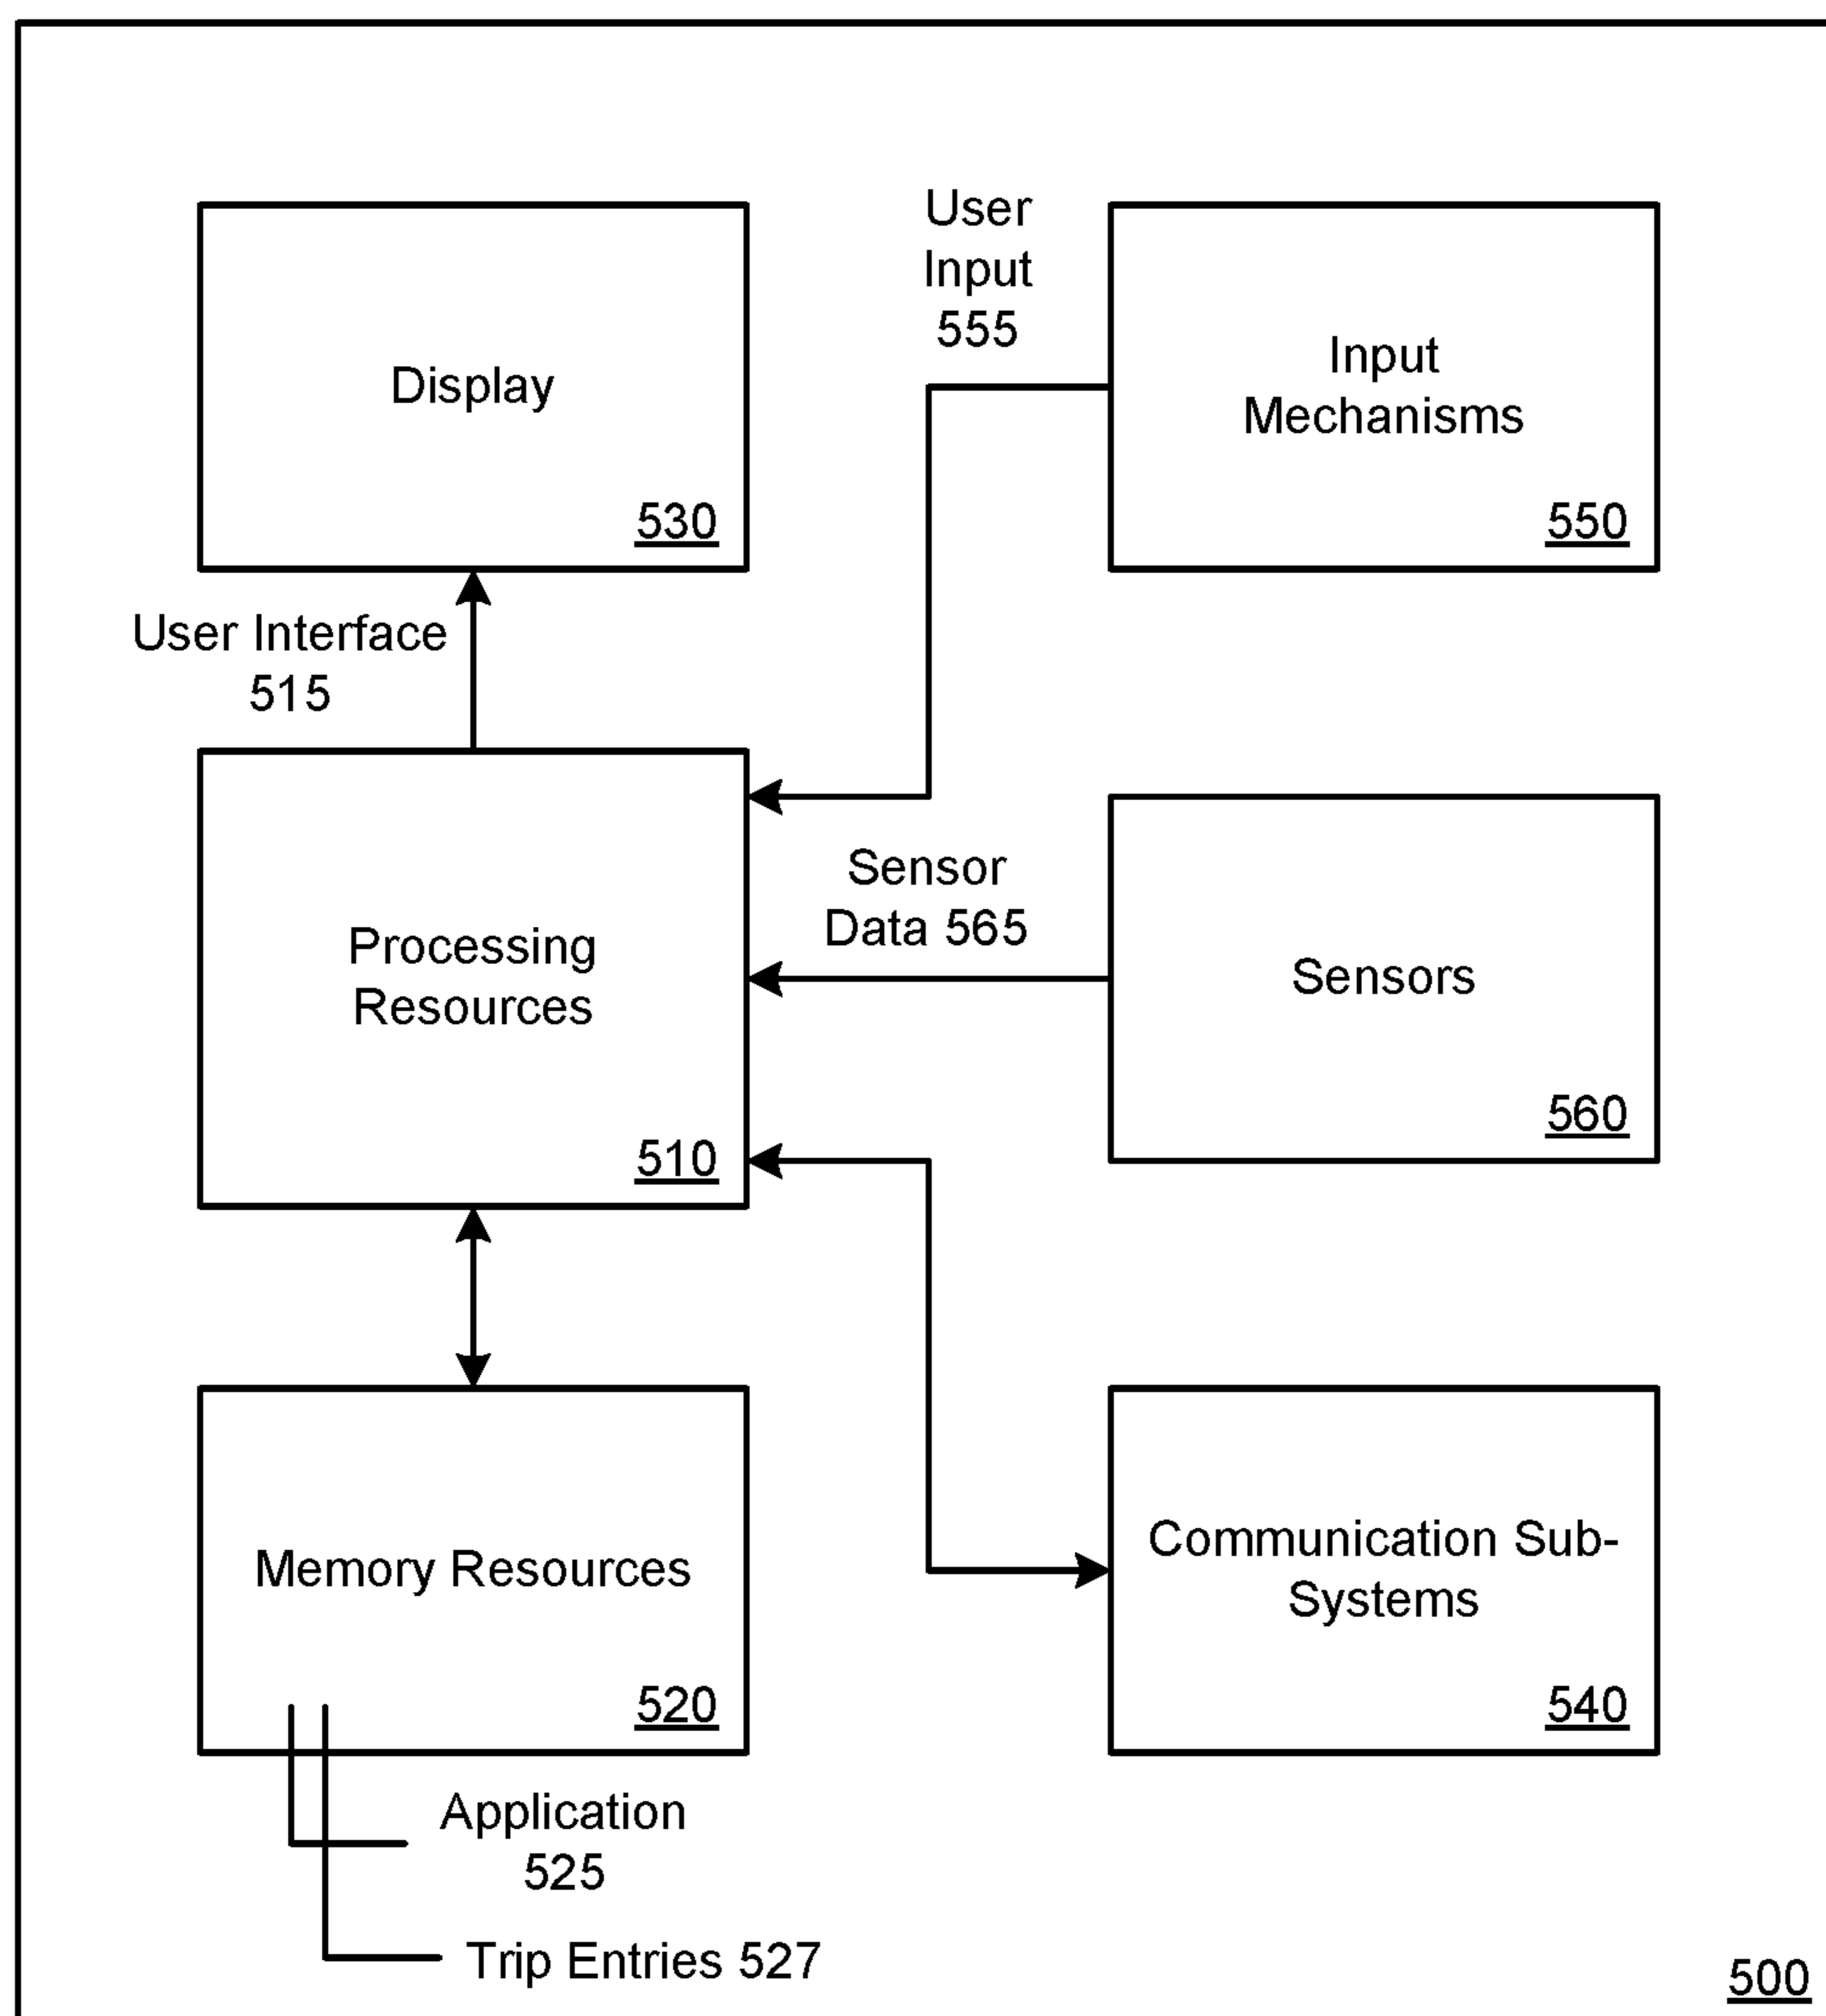 Display
530
User
Input
555
Input
Mechanisms
550
User Interface
515
Processing
Resources
510
Sensor
Data 565
Sensors
560
Memory Resources
520
Communication Sub-
Systems
540
Application
525
Trip Entries 527
500